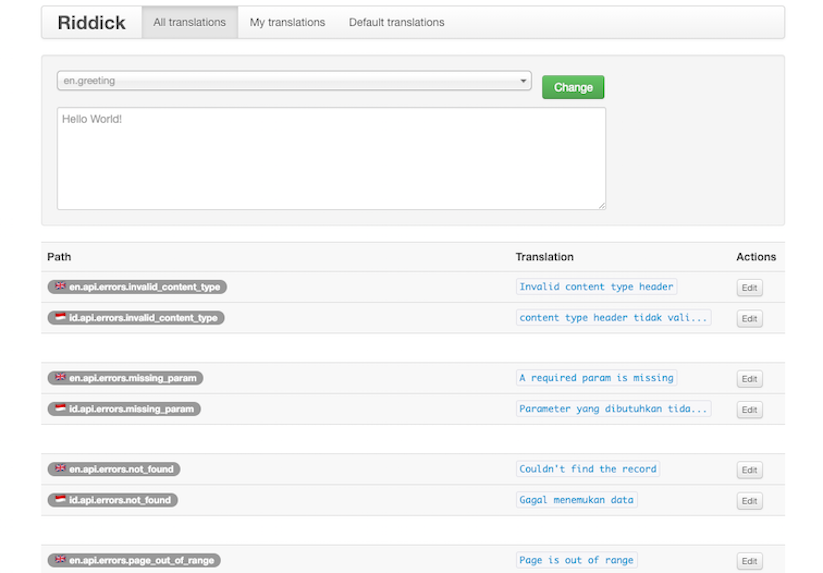 Riddick All translations My translations Default translations
en.greeting
Change
Hello World!
Path Translation Actions
en.api.errors.invalid_content_type Invalid content type header Edit
id.api.errors.invalid_content_type content type header tidak vali... Edit
en.api.errors.missing_param A required param is missing Edit
id.api.errors.missing_param Parameter yang dibutuhkan tida... Edit
en.api.errors.not_found Couldn't find the record Edit
id.api.errors.not_found Gagal menemukan data Edit
en.api.errors.page_out_of_range Page is out of range Edit